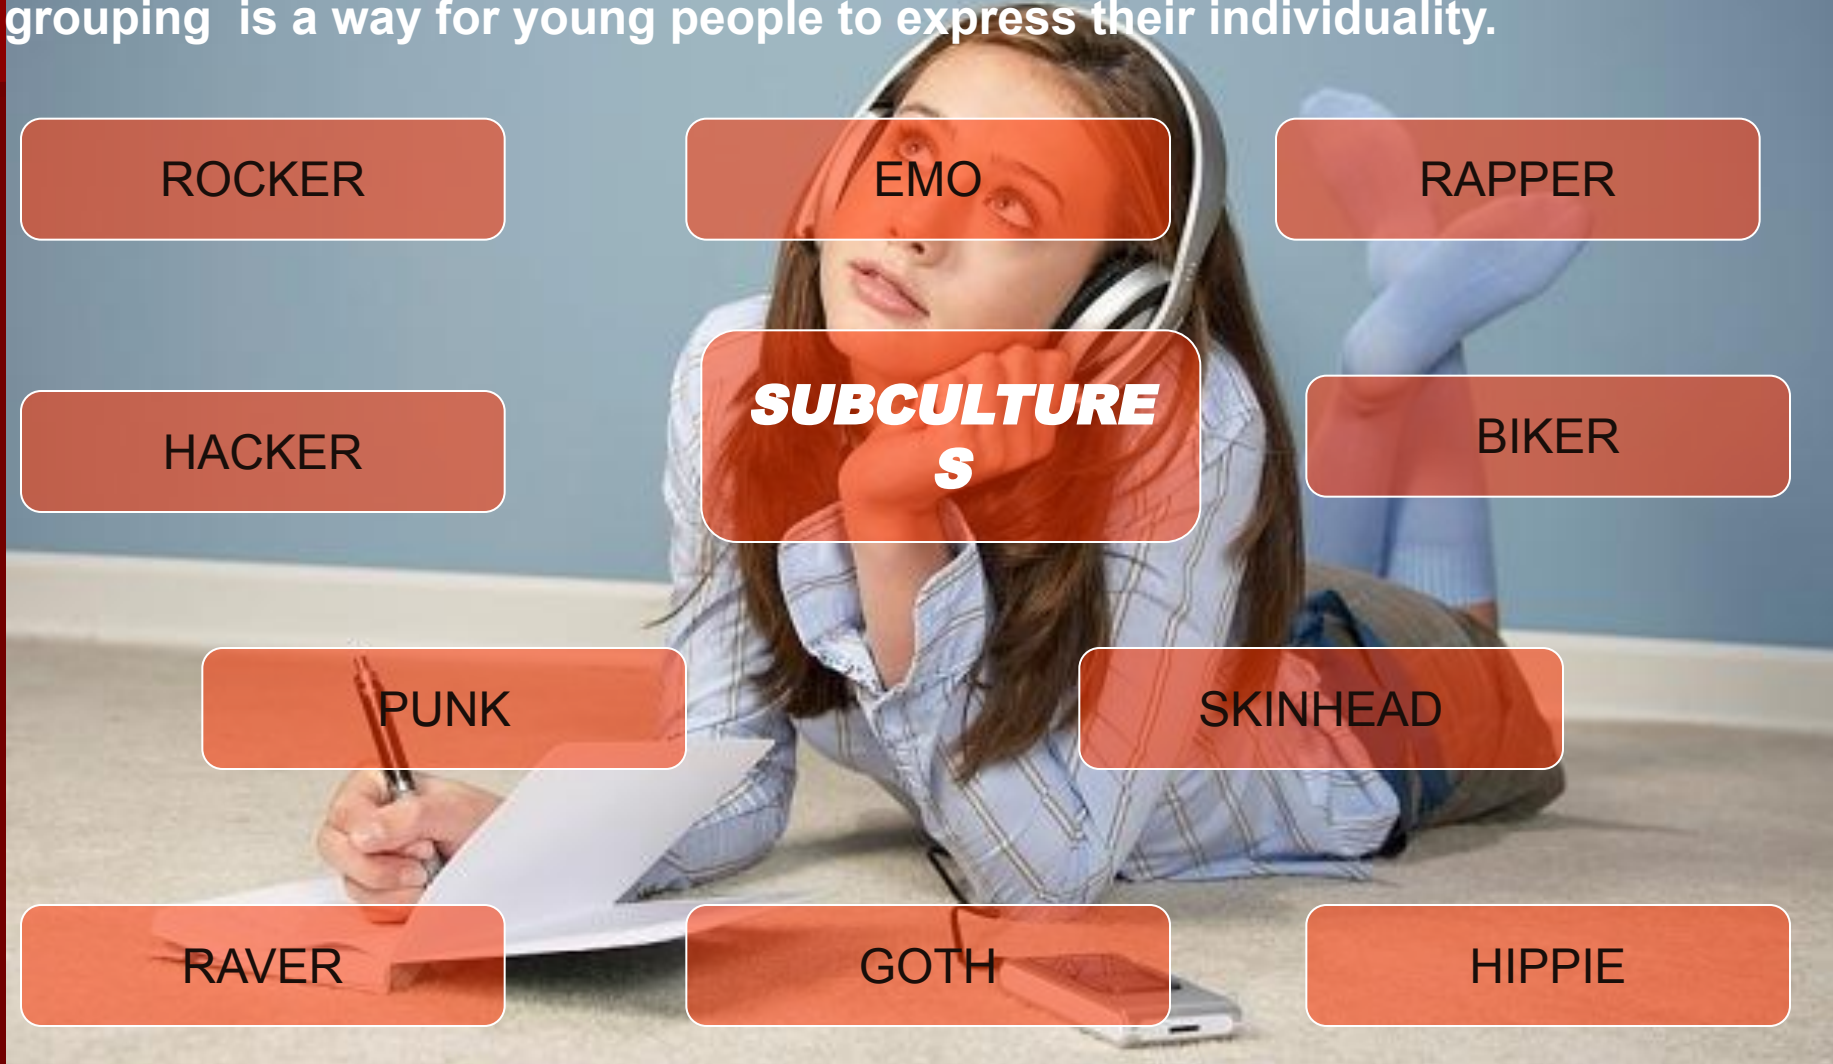 grouping  is a way for young people to express their individuality.
ROCKER
EMO
RAPPER
HACKER
SUBCULTURE
S
BIKER
PUNK
SKINHEAD
RAVER
GOTH
HIPPIE